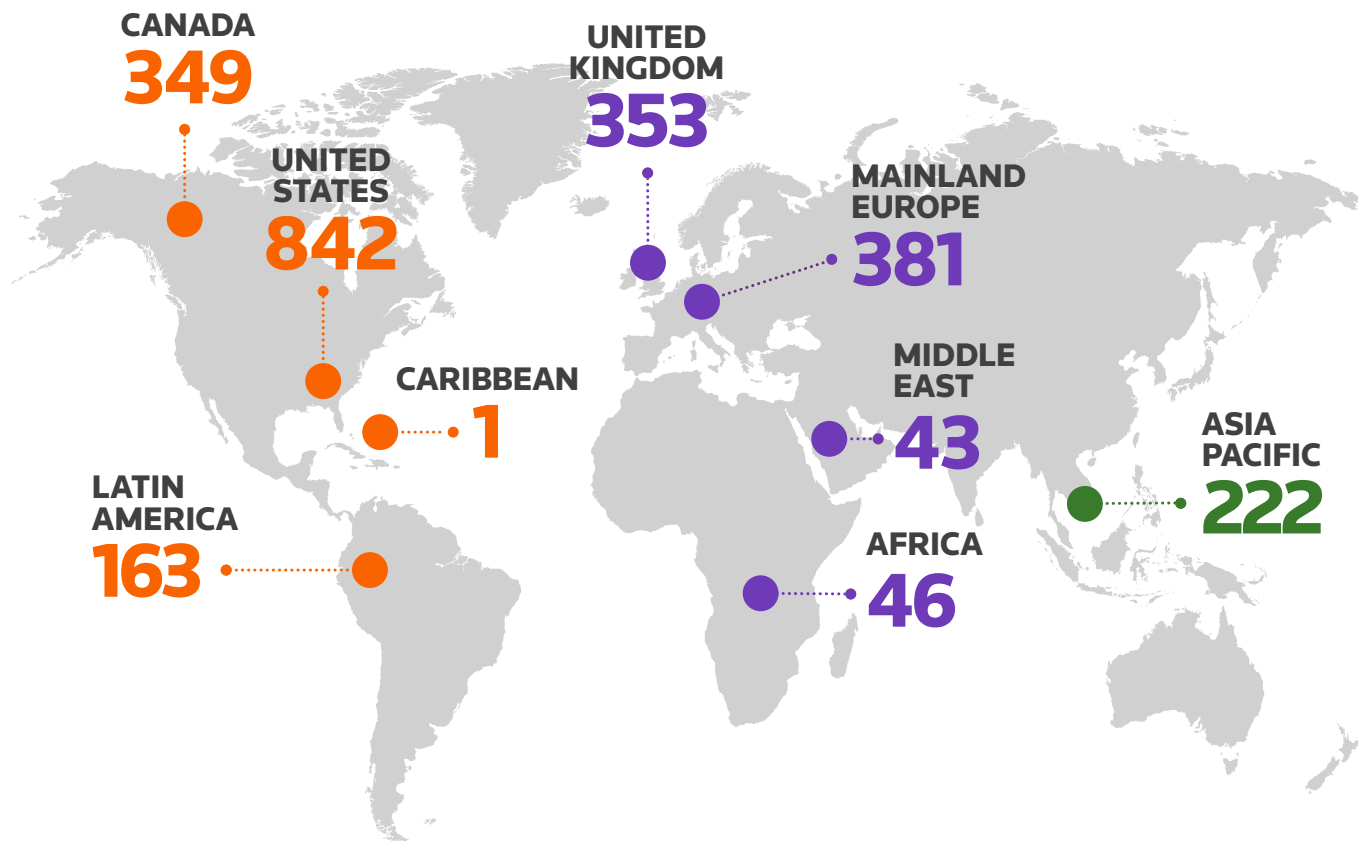 CANADA
349
UNITED
STATES
842
UNITED
KINGDOM
353
MAINLAND
EUROPE
381
CARIBBEAN
1
MIDDLE
EAST
43
LATIN
AMERICA
163
AFRICA
46
ASIA
PACIFIC
222